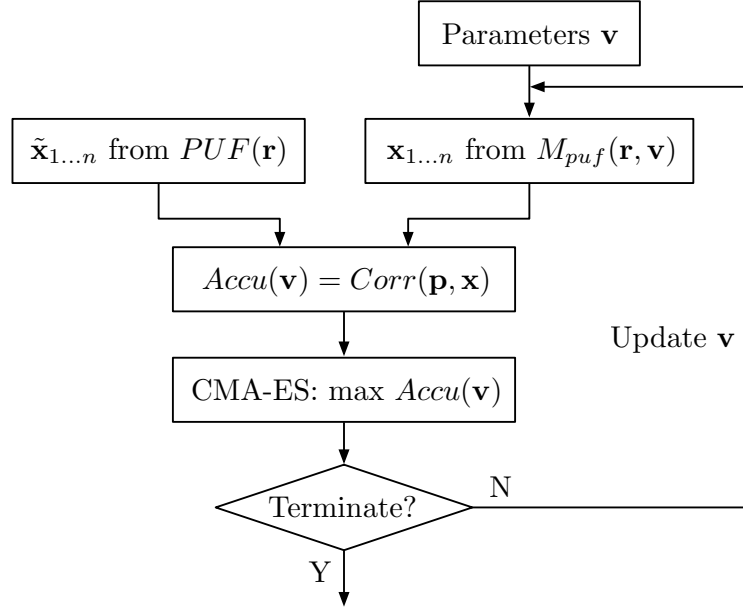 Parameters v
x̃₁...ₙ from PUF(r)
x₁...ₙ from Mₚᵤf(r, v)
Accu(v) = Corr(p, x)
Update v
CMA-ES: max Accu(v)
Terminate?
N
Y